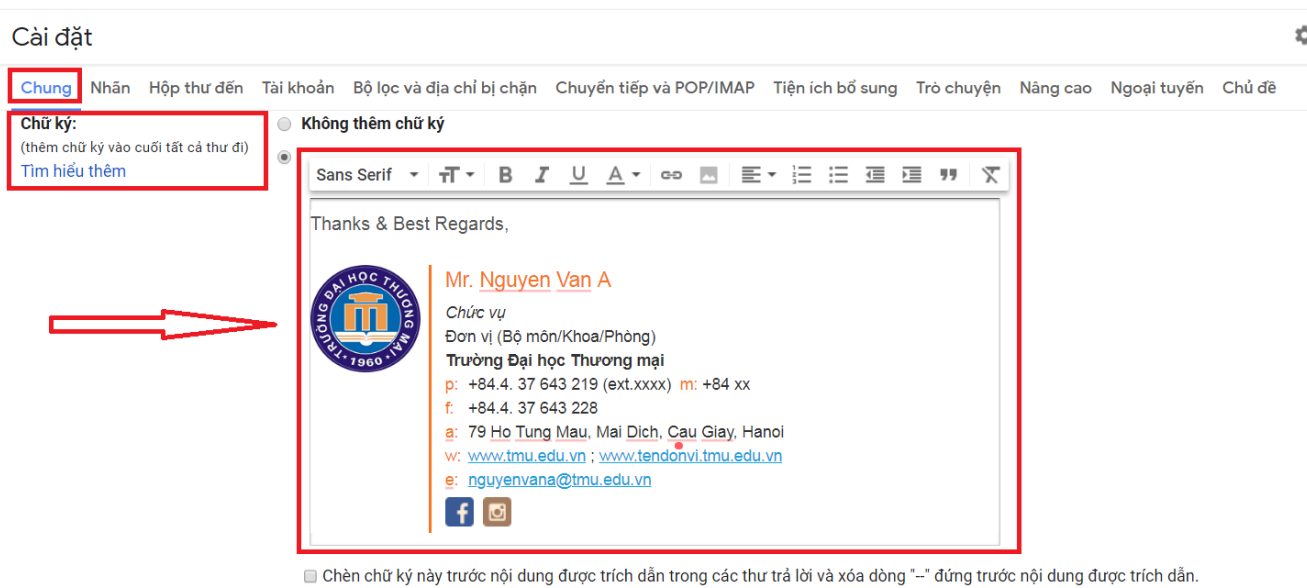 Cài đặt
Chung Nhãn Hộp thư đến Tài khoản Bộ lọc và địa chỉ bị chặn Chuyển tiếp và POP/IMAP Tiện ích bổ sung Trò chuyện Nâng cao Ngoại tuyến Chủ đề
Chữ ký:
(thêm chữ ký vào cuối tất cả thư đi)
Tìm hiểu thêm
Không thêm chữ ký
Sans Serif
Thanks & Best Regards,
TRƯỜNG ĐẠI HỌC THƯƠNG MẠI
1960
Mr. Nguyen Van A
Chức vụ
Đơn vị (Bộ môn/Khoa/Phòng)
Trường Đại học Thương mại
p: +84.4. 37 643 219 (ext.xxxx) m: +84 xx
f: +84.4. 37 643 228
a: 79 Ho Tung Mau, Mai Dich, Cau Giay, Hanoi
w: www.tmu.edu.vn ; www.tendonvi.tmu.edu.vn
e: nguyenvana@tmu.edu.vn
Chèn chữ ký này trước nội dung được trích dẫn trong các thư trả lời và xóa dòng "--" đứng trước nội dung được trích dẫn.